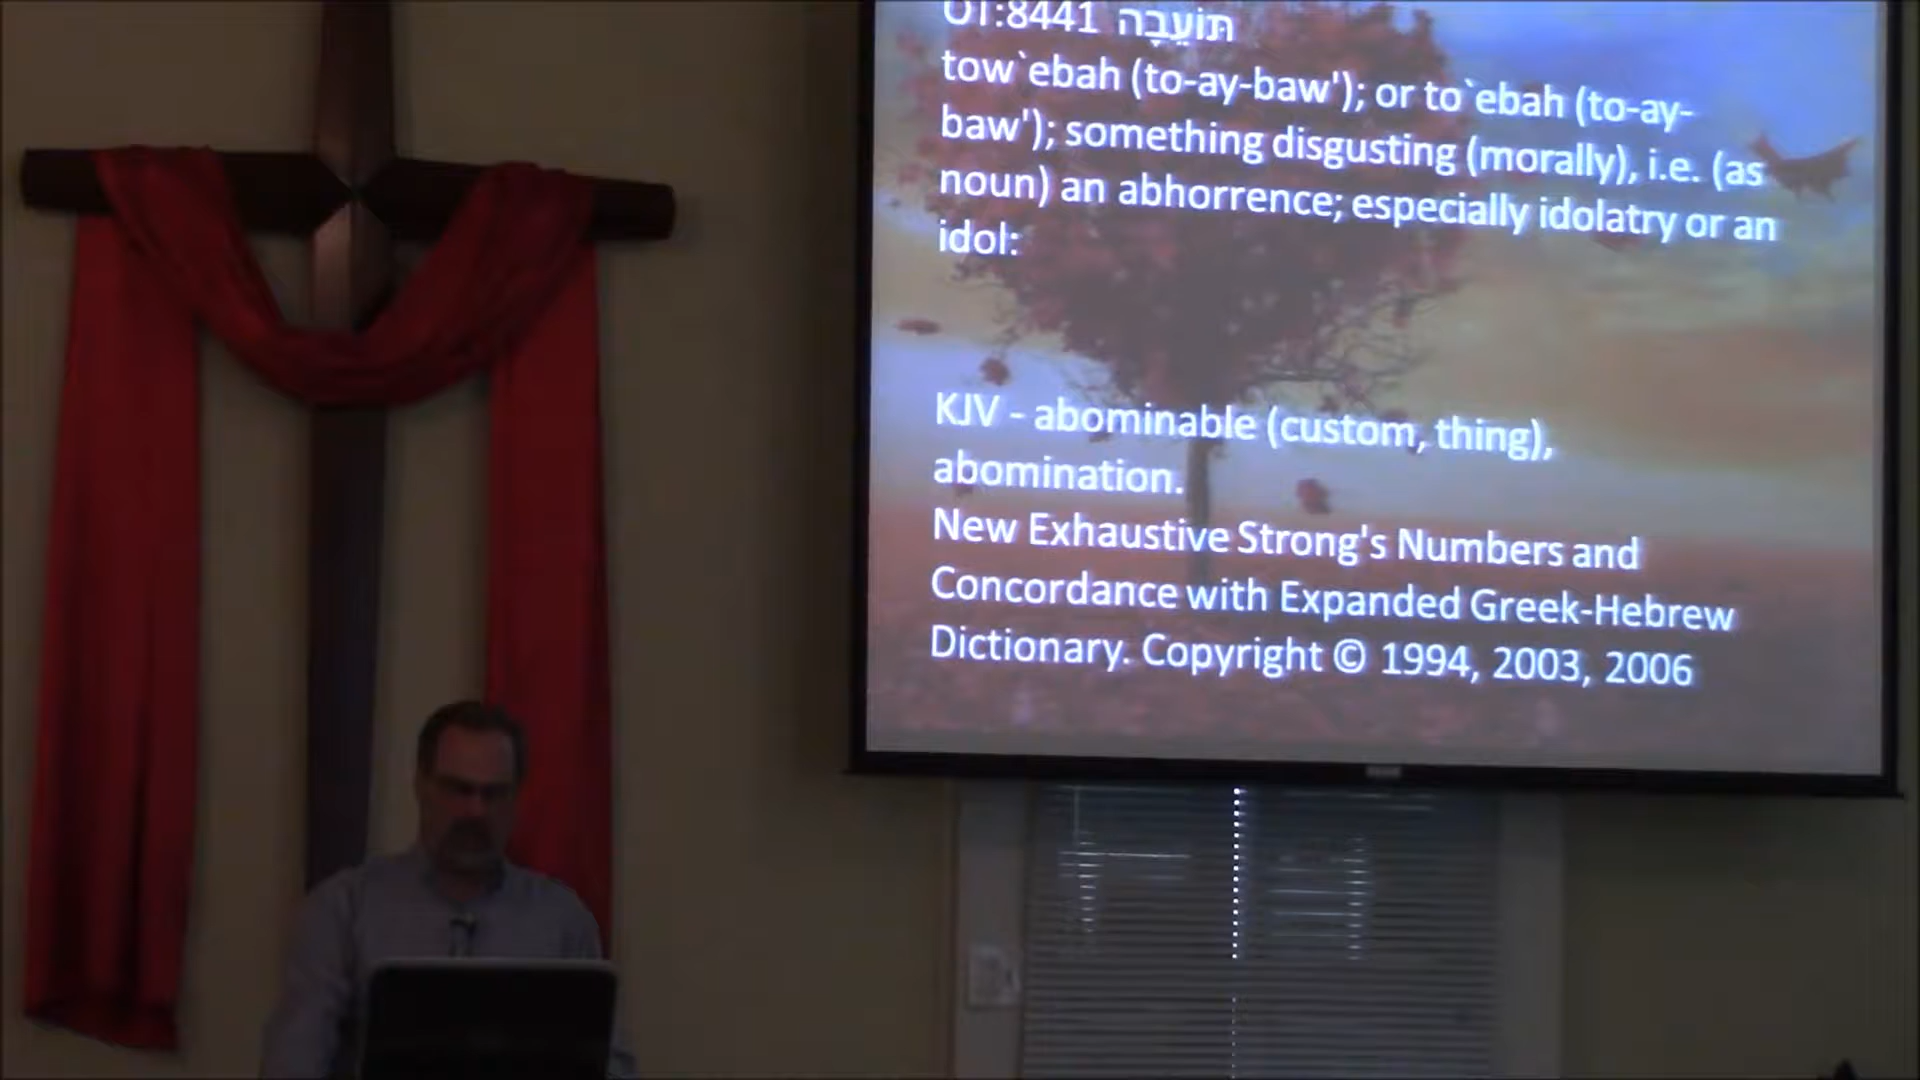 OT:8441 תּוֹעֵבָה
tow`ebah (to-ay-baw'); or to`ebah (to-ay-
baw'); something disgusting (morally), i.e. (as
noun) an abhorrence; especially idolatry or an
idol:
KJV - abominable (custom, thing),
abomination.
New Exhaustive Strong's Numbers and
Concordance with Expanded Greek-Hebrew
Dictionary. Copyright © 1994, 2003, 2006